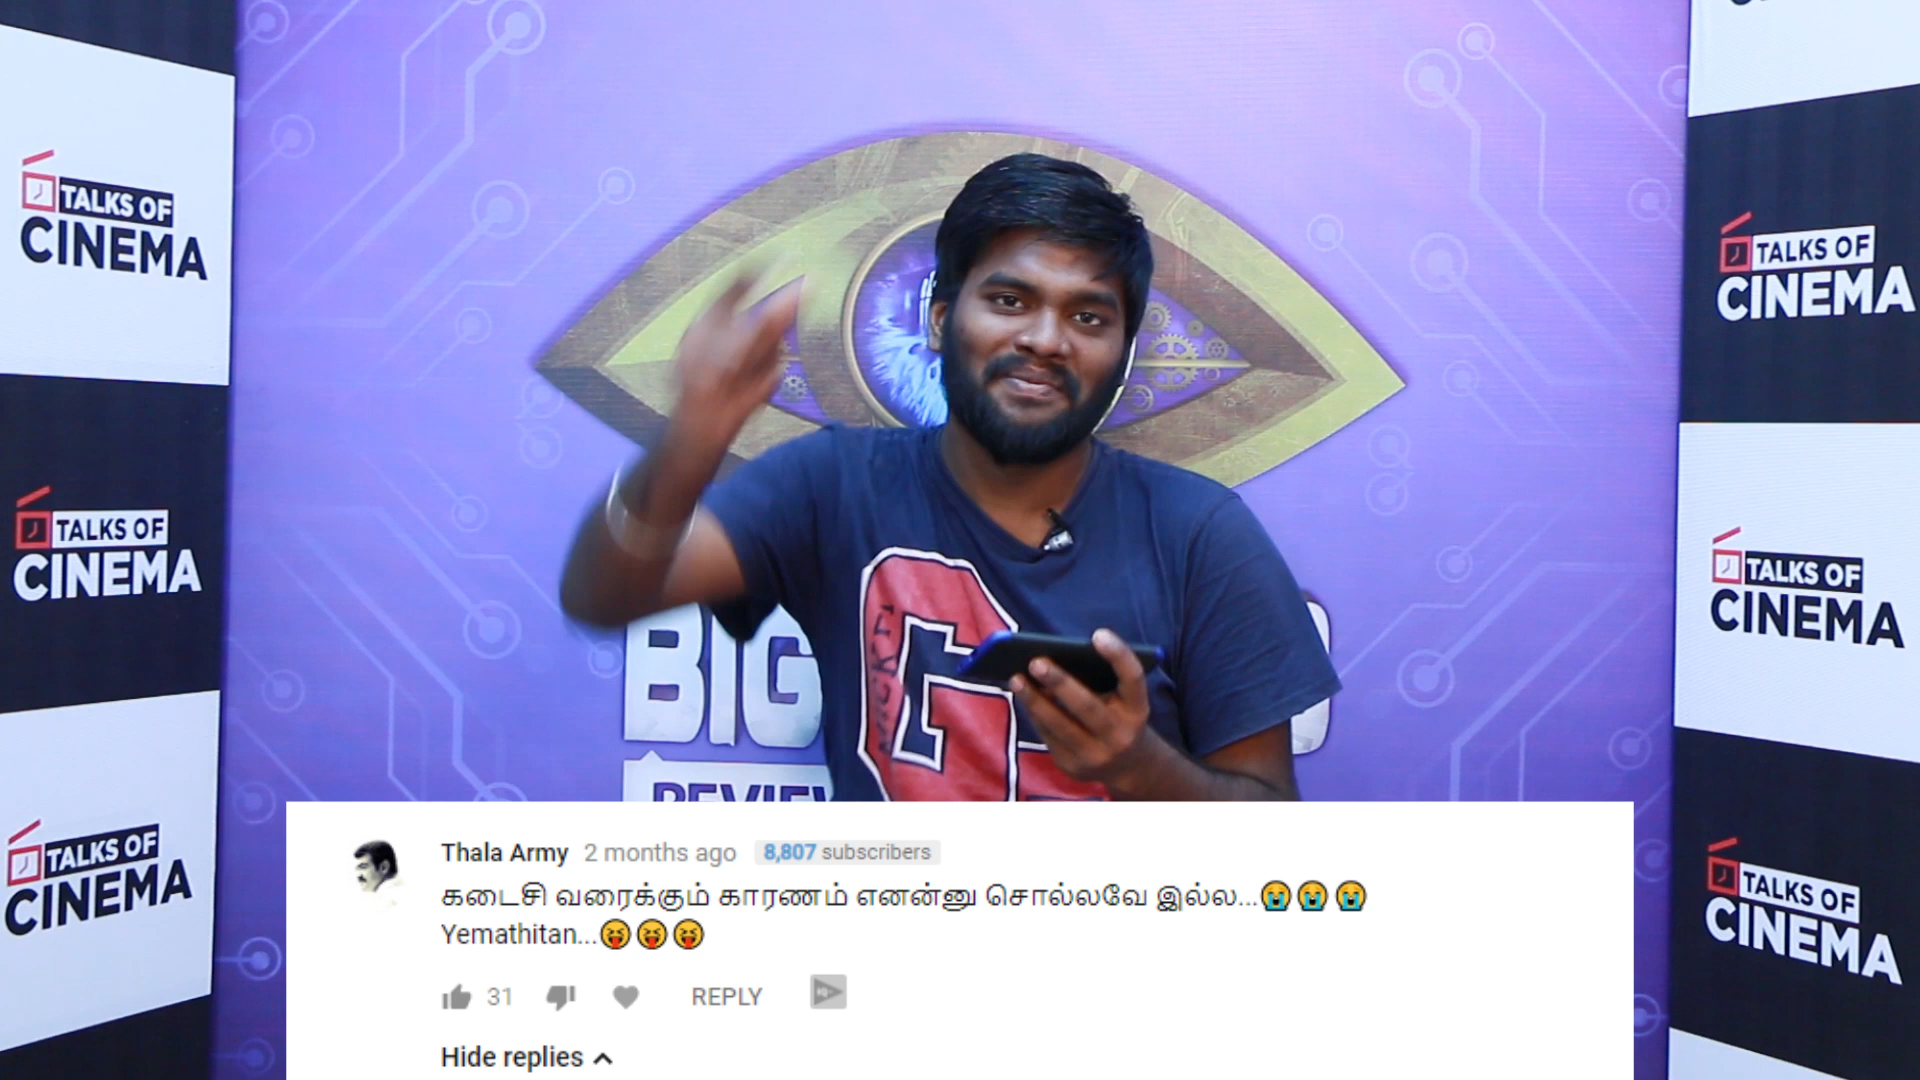 TALKS OF
CINEMA
TALKS OF
CINEMA
TALKS OF
CINEMA
TALKS OF
CINEMA
TALKS OF
CINEMA
TALKS OF
CINEMA
BIG
Thala Army 2 months ago 8,807 subscribers
கடைசி வரைக்கும் காரணம் எனன்னு சொல்லவே இல்ல...😭😭😭
Yemathitan...😝😝😝
31 REPLY
Hide replies